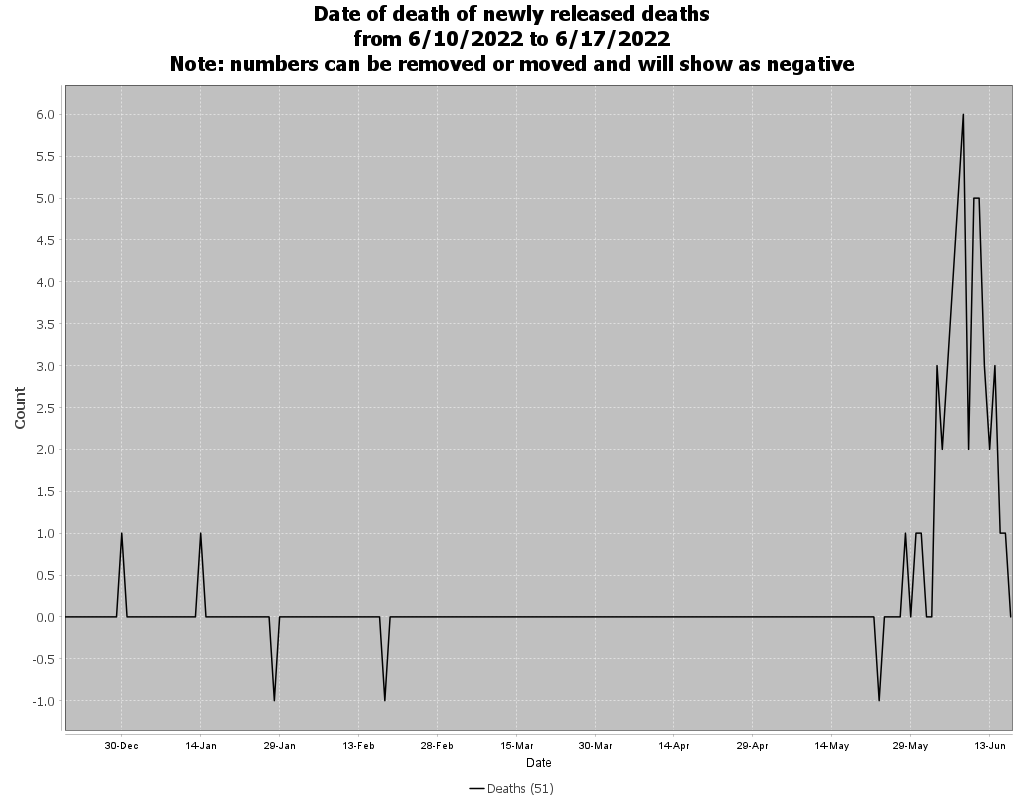 Date of death of newly released deaths
from 6/10/2022 to 6/17/2022
Note: numbers can be removed or moved and will show as negative
6.0
5.5
5.0
4.5
4.0
3.5
3.0
2.5
2.0
1.5
1.0
0.5
0.0
-0.5
-1.0
Count
30-Dec 14-Jan 29-Jan 13-Feb 28-Feb 15-Mar 30-Mar 14-Apr 29-Apr 14-May 29-May 13-Jun
Date
Deaths (51)